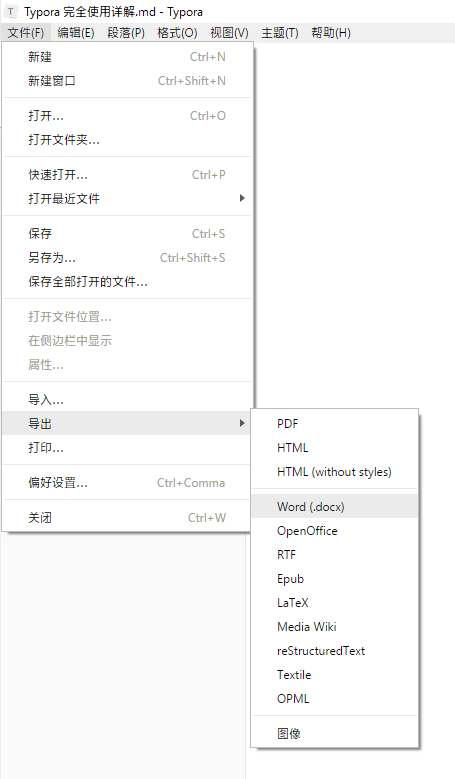 Typora 完全使用详解.md - Typora
文件(F) 编辑(E) 段落(P) 格式(O) 视图(V) 主题(T) 帮助(H)
新建 Ctrl+N
新建窗口 Ctrl+Shift+N
打开... Ctrl+O
打开文件夹...
快速打开... Ctrl+P
打开最近文件
保存 Ctrl+S
另存为... Ctrl+Shift+S
保存全部打开的文件...
打开文件位置...
在侧边栏中显示
属性...
导入...
导出
打印...
偏好设置... Ctrl+Comma
关闭 Ctrl+W
PDF
HTML
HTML (without styles)
Word (.docx)
OpenOffice
RTF
Epub
LaTeX
Media Wiki
reStructuredText
Textile
OPML
图像